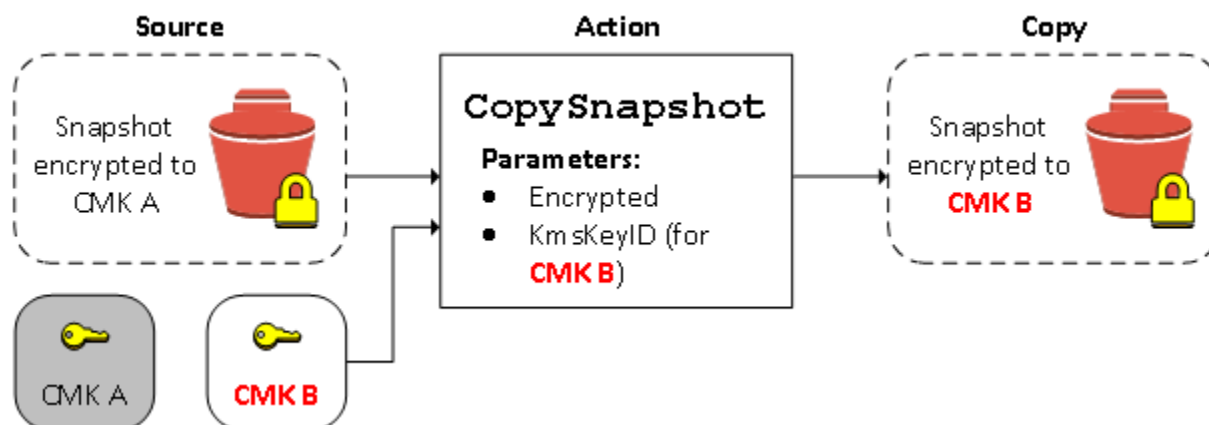 Source
Action
Copy
Snapshot
encrypted to
CMK A
CopySnapshot
Parameters:
● Encrypted
● KmsKeyID (for
CMK B)
Snapshot
encrypted to
CMK B
CMK A
CMK B